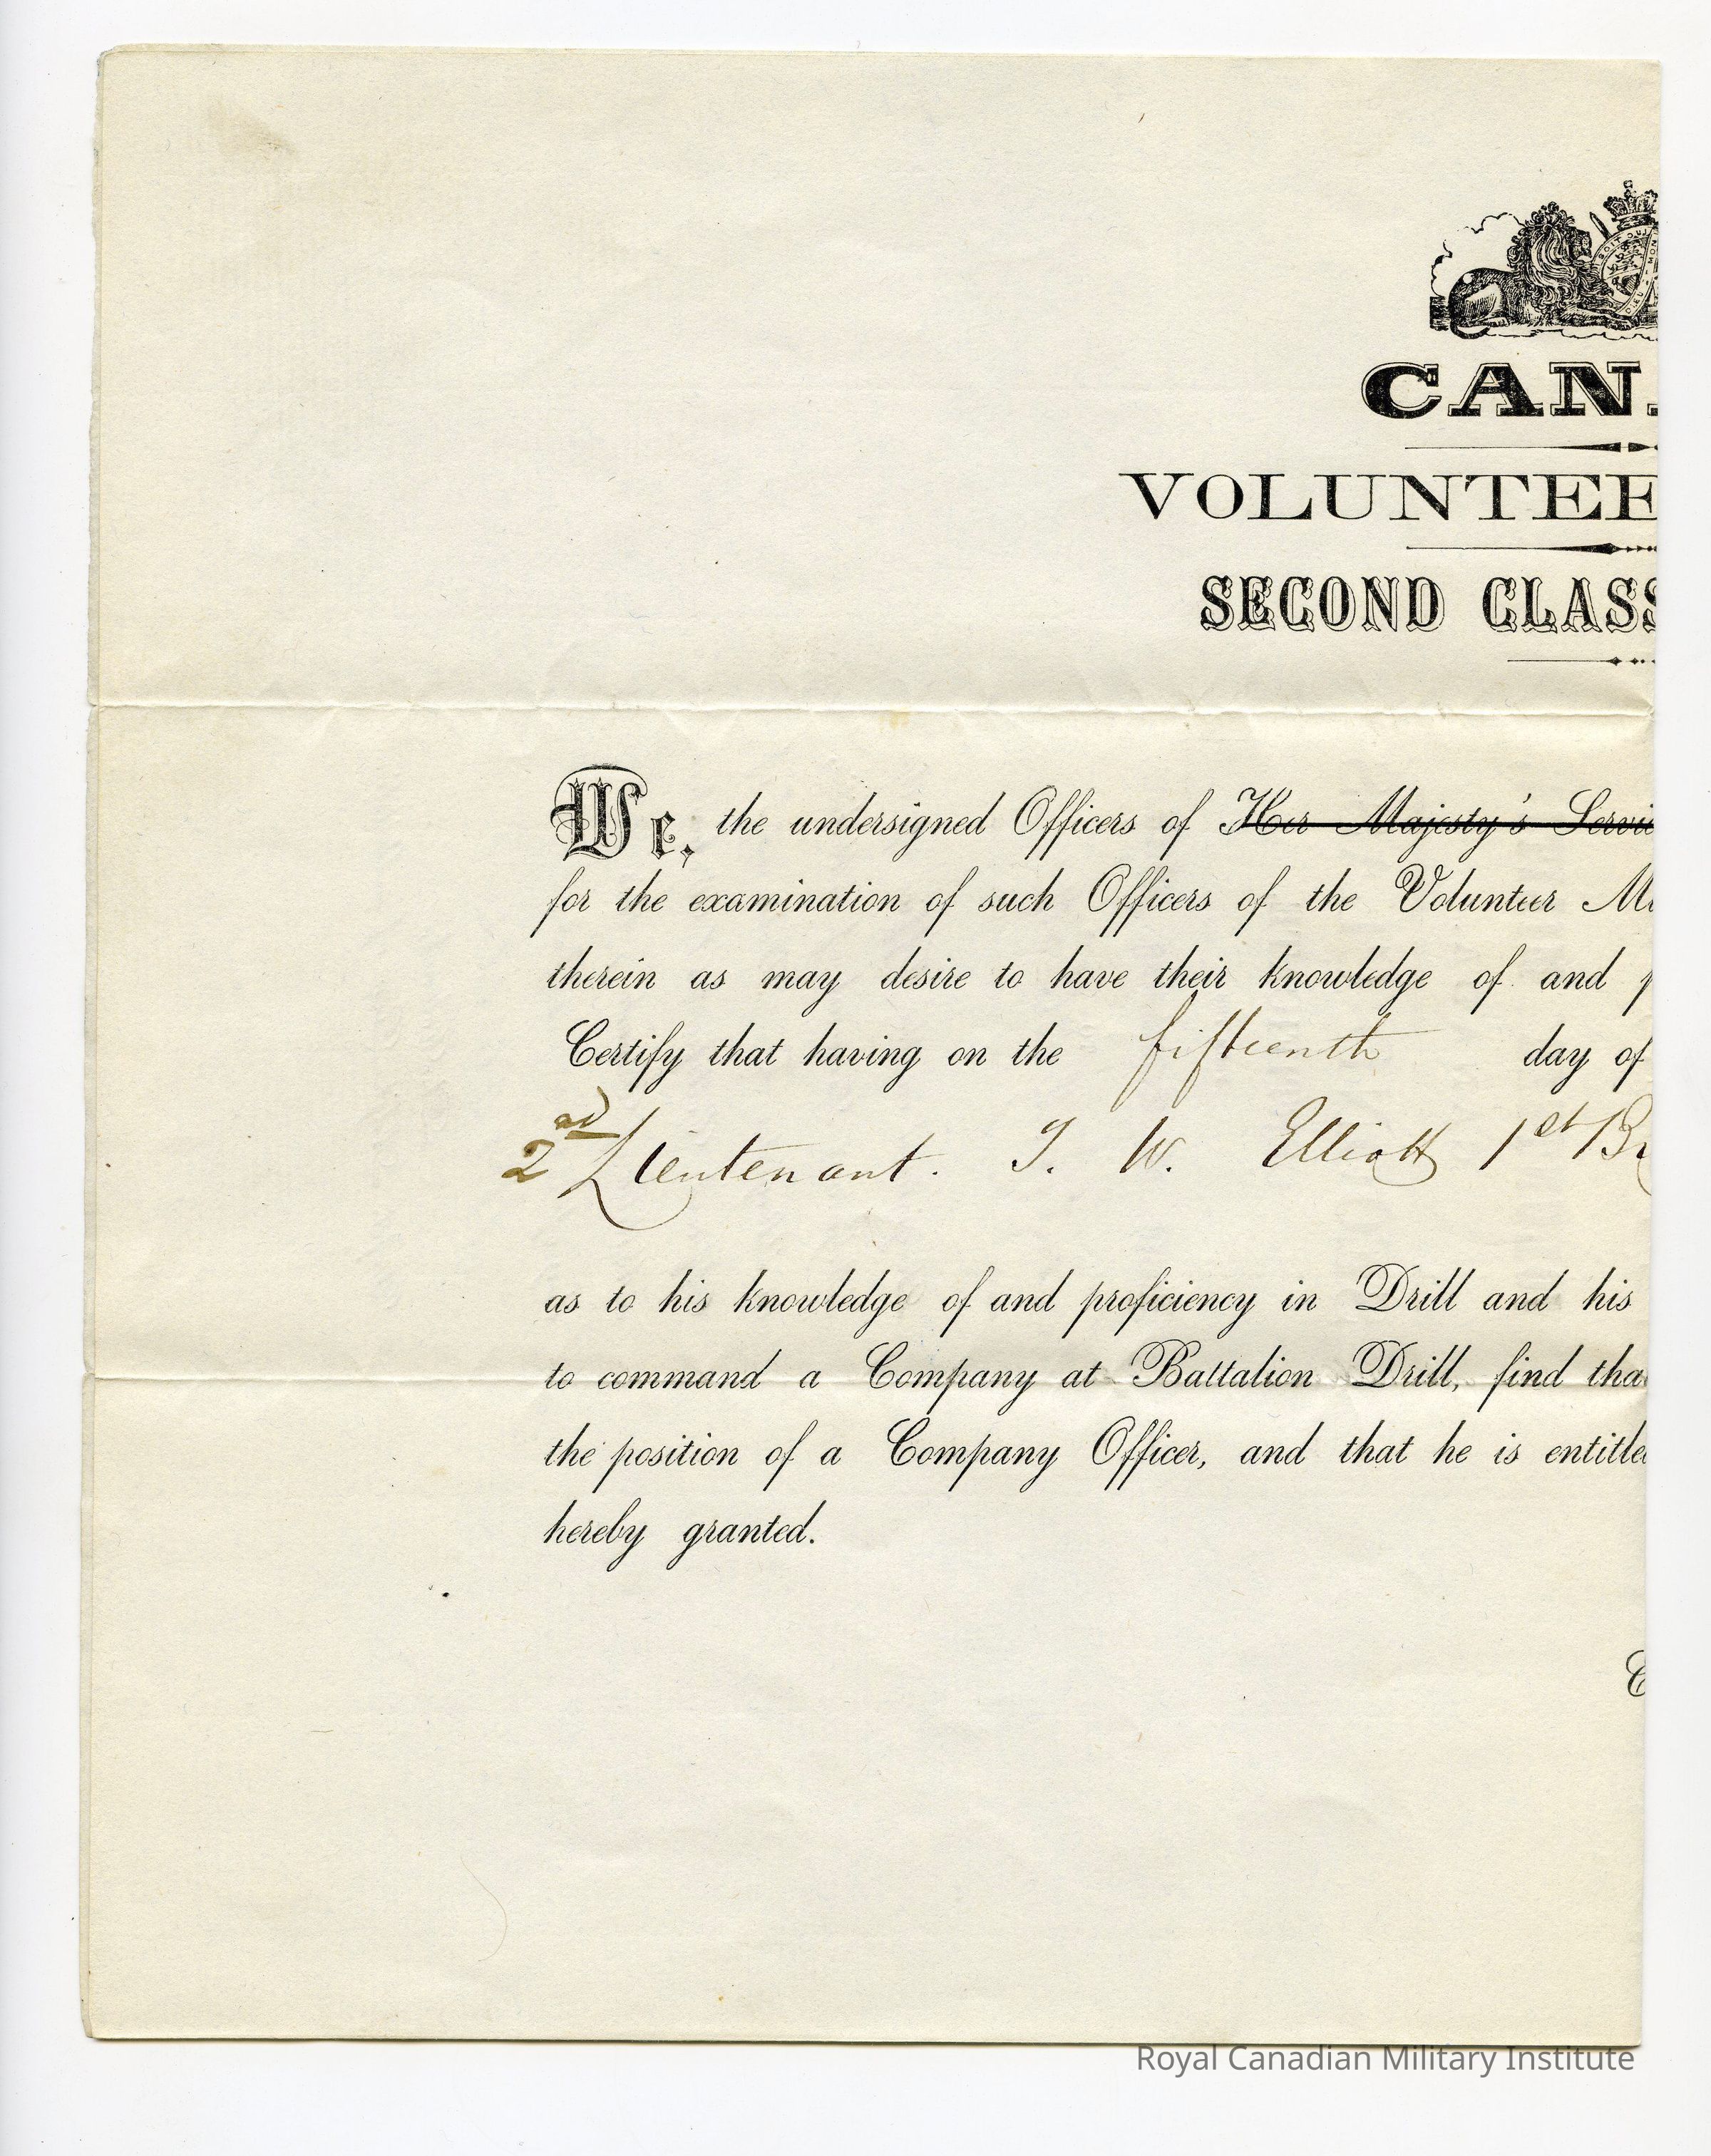 CAN
VOLUNTEE
SECOND CLASS
We, the undersigned Officers of Her Majesty's Servi
for the examination of such Officers of the Volunteer M
therein as may desire to have their knowledge of and p
Certify that having on the fifteenth day of
2nd Lieutenant. T. W. Elliott 1st Br
as to his knowledge of and proficiency in Drill and his
to command a Company at Battalion Drill, find tha
the position of a Company Officer, and that he is entitle
hereby granted.
C
Royal Canadian Military Institute